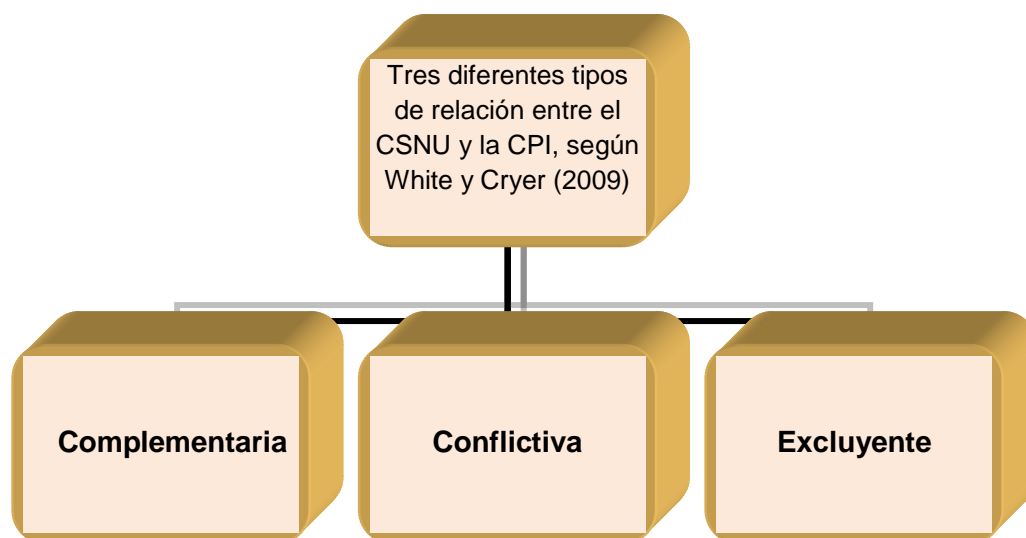 Tres diferentes tipos
de relación entre el
CSNU y la CPI, según
White y Cryer (2009)
Complementaria
Conflictiva
Excluyente